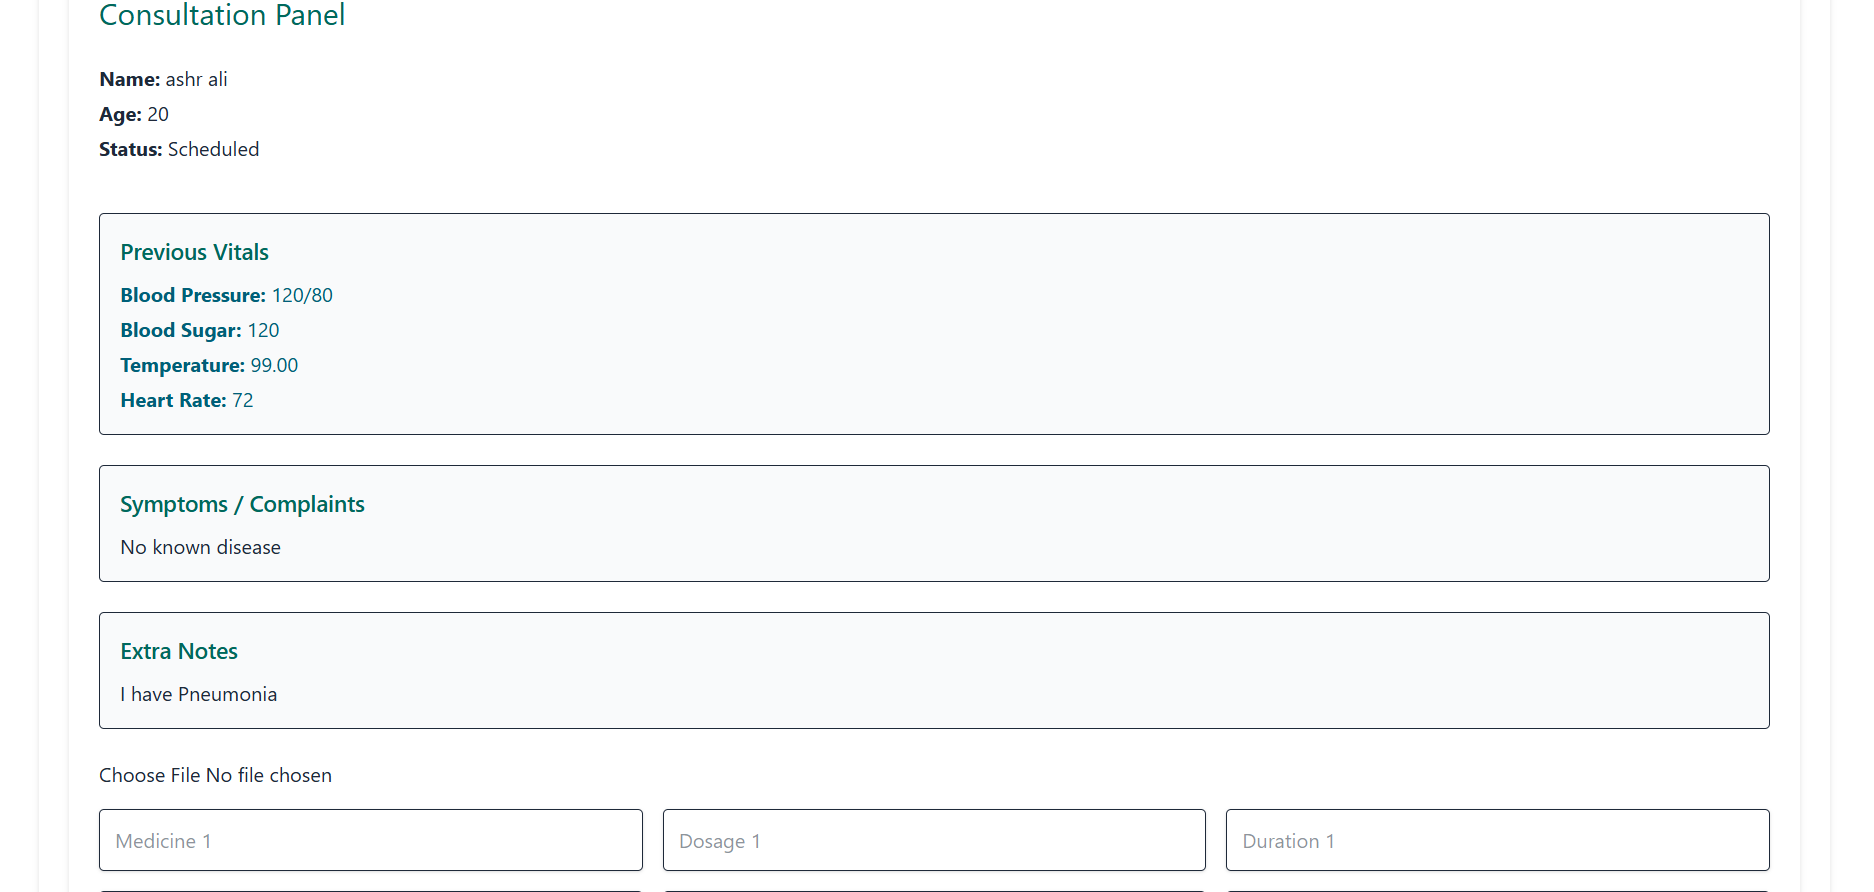 Consultation Panel
Name: ashr ali
Age: 20
Status: Scheduled
Previous Vitals
Blood Pressure: 120/80
Blood Sugar: 120
Temperature: 99.00
Heart Rate: 72
Symptoms / Complaints
No known disease
Extra Notes
I have Pneumonia
Choose File No file chosen
Medicine 1 Dosage 1 Duration 1